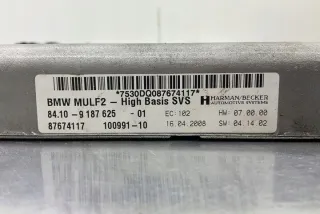 *7530DQ087674117*
BMW MULF2 - High Basis SVS
HARMAN/BECKER
AUTOMOTIVE SYSTEMS
84.10 - 9 187 625 - 01
EC: 102
HW: 07.00.00
87674117 100991-10
16.04.2008
SW: 04.14.02